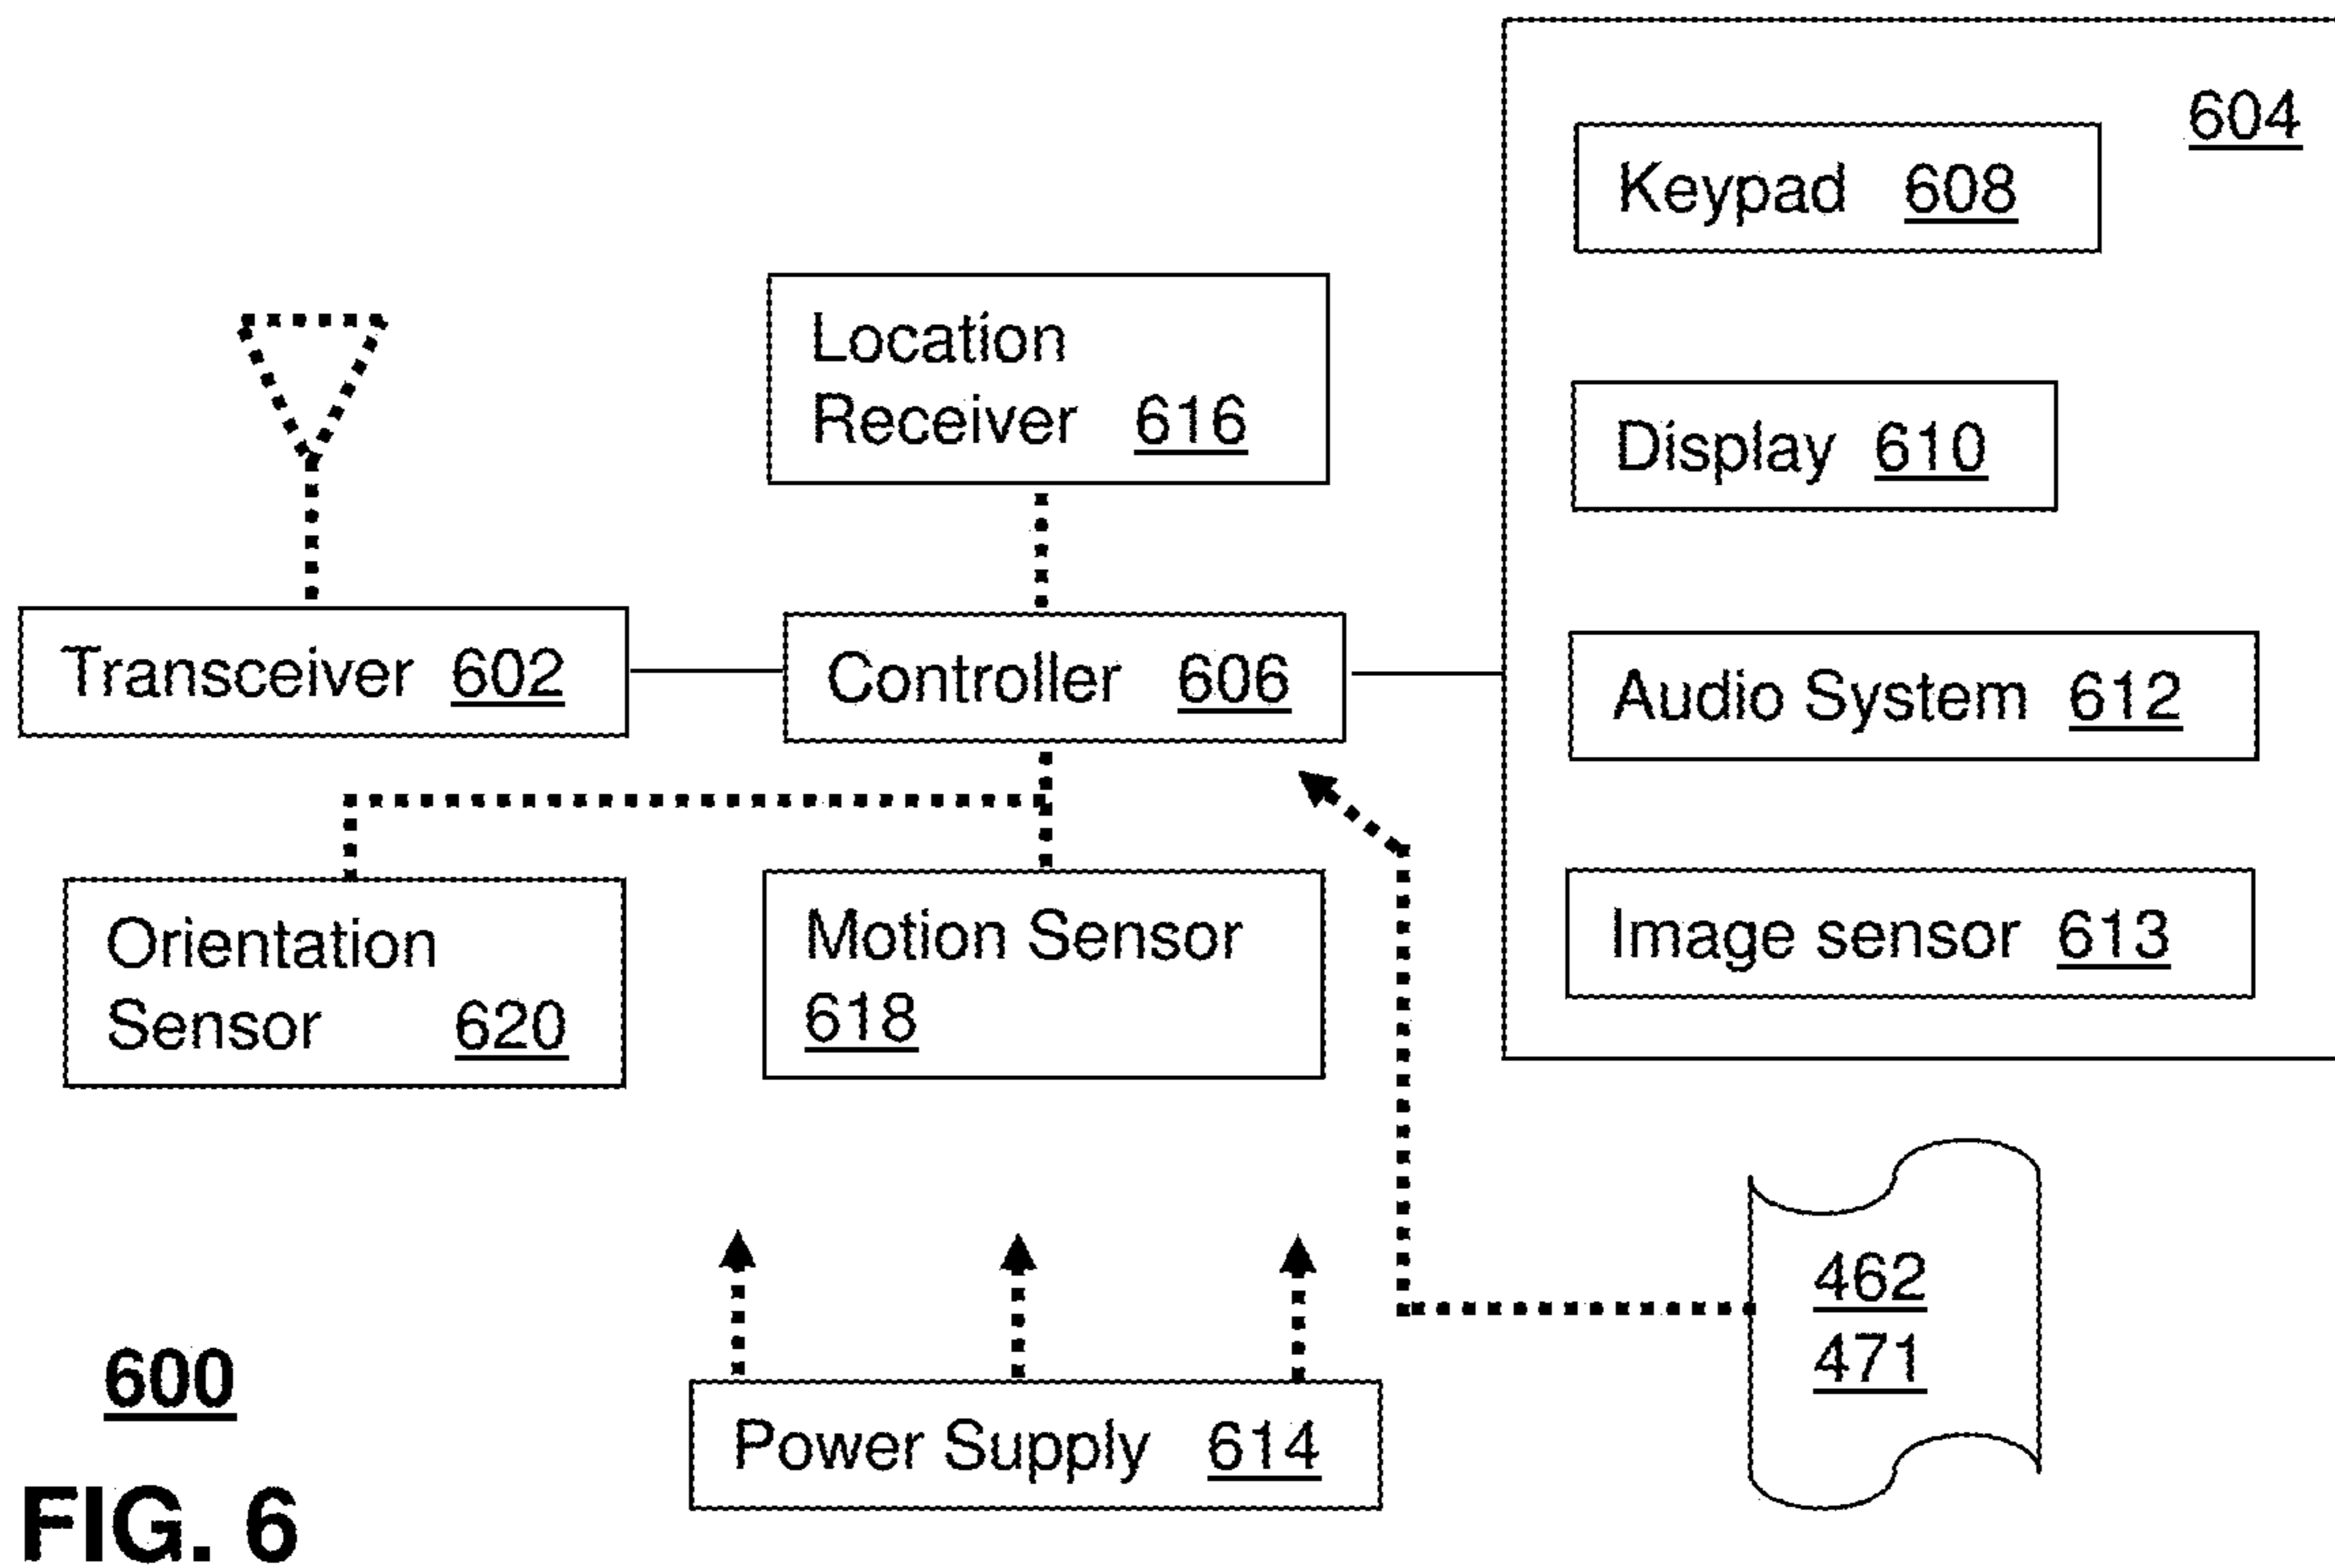 604
Keypad 608
Location
Receiver 616
Display 610
Transceiver 602
Controller 606
Audio System 612
Orientation
Sensor 620
Motion Sensor
618
Image sensor 613
462
471
600
Power Supply 614
FIG. 6